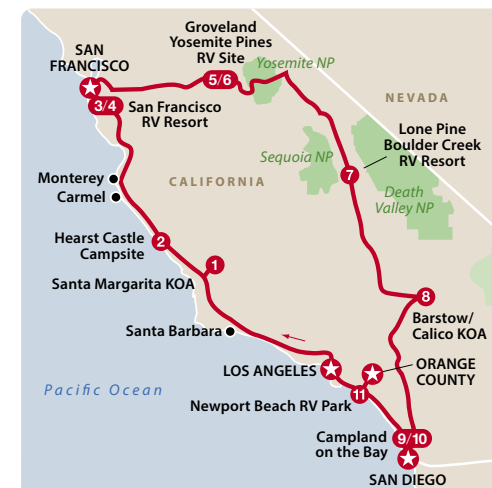 Groveland
Yosemite Pines
RV Site
SAN
FRANCISCO
5/6
Yosemite NP
3/4
San Francisco
RV Resort
NEVADA
Lone Pine
Boulder Creek
RV Resort
Sequoia NP
7
Monterey
CALIFORNIA
Carmel
Death
Valley NP
Hearst Castle
Campsite
2
1
Santa Margarita KOA
8
Barstow/
Calico KOA
Santa Barbara
LOS ANGELES
ORANGE
COUNTY
Pacific Ocean
11
Newport Beach RV Park
Campland
on the Bay
9/10
SAN DIEGO